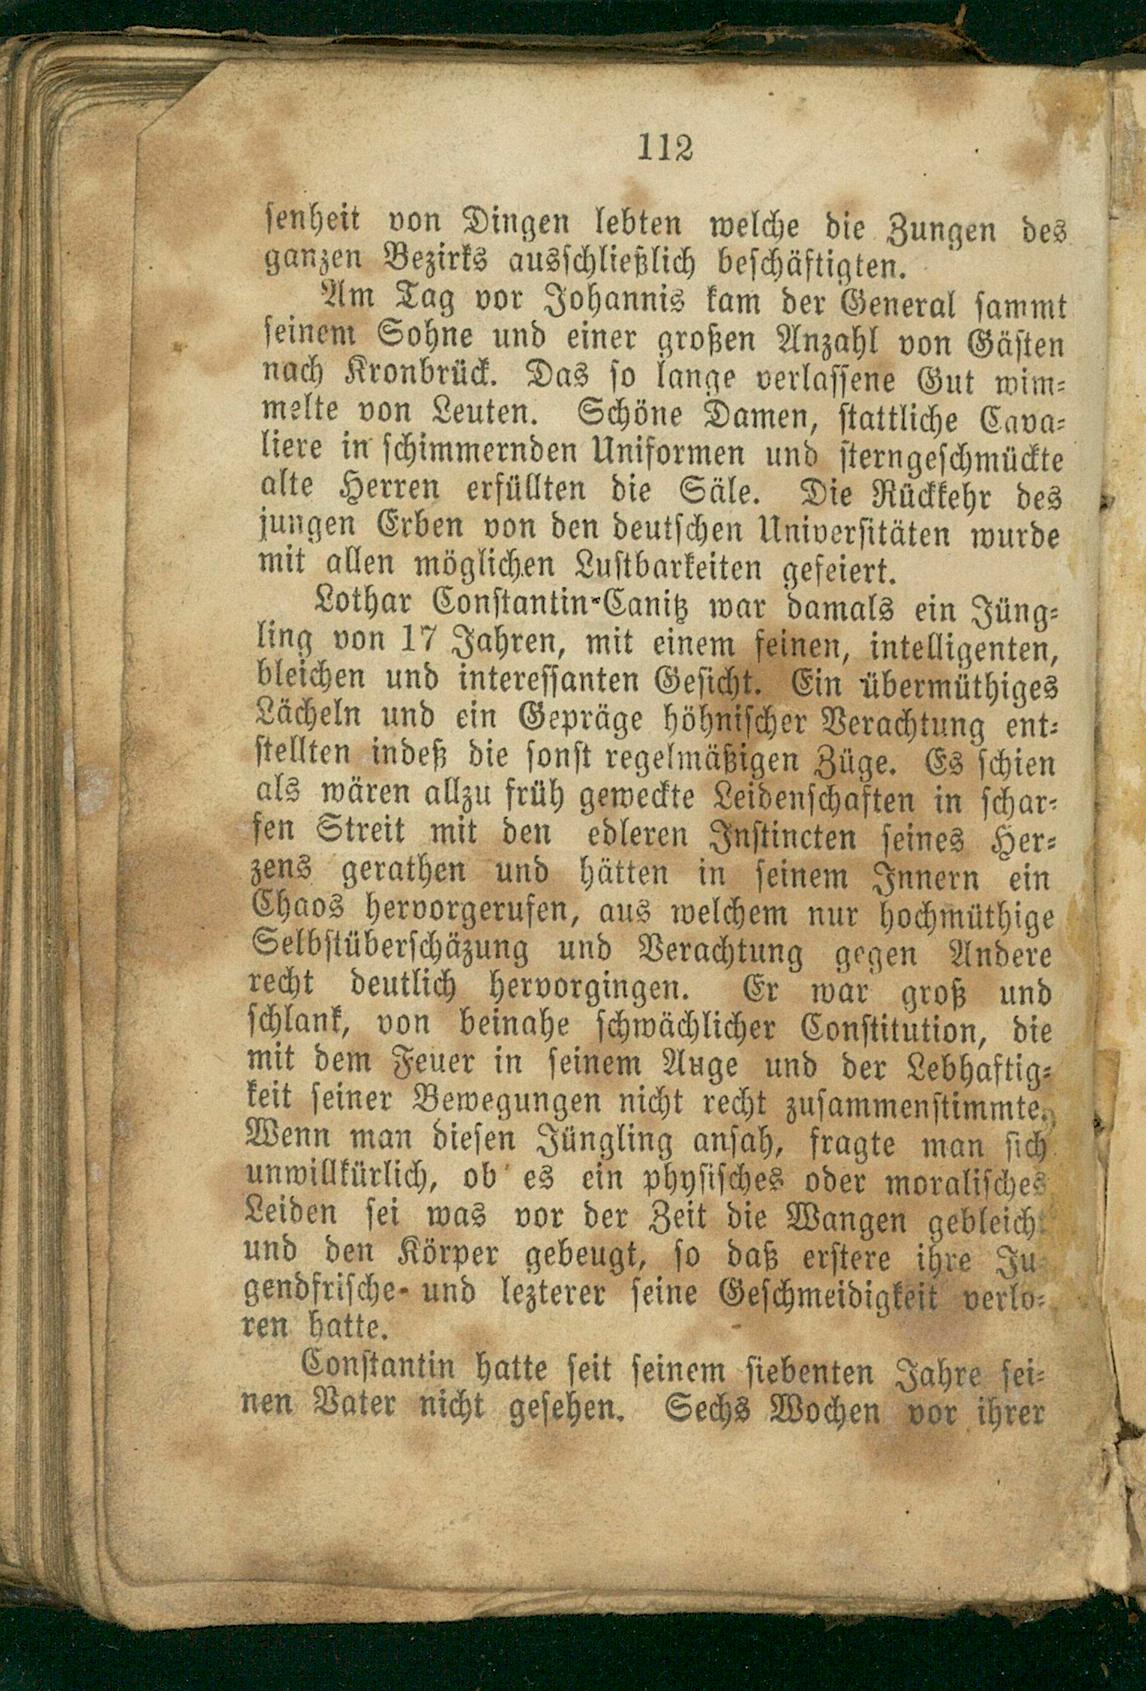 112
senheit von Dingen lebten welche die Zungen des
ganzen Bezirks ausschließlich beschäftigten.
Am Tag vor Johannis kam der General sammt
seinem Sohne und einer großen Anzahl von Gästen
nach Kronbrück. Das so lange verlassene Gut wim-
melte von Leuten. Schöne Damen, stattliche Cava-
liere in schimmernden Uniformen und sterngeschmückte
alte Herren erfüllten die Säle. Die Rückkehr des
jungen Erben von den deutschen Universitäten wurde
mit allen möglichen Lustbarkeiten gefeiert.
Lothar Constantin-Canitz war damals ein Jüng-
ling von 17 Jahren, mit einem feinen, intelligenten,
bleichen und interessanten Gesicht. Ein übermüthiges
Lächeln und ein Gepräge höhnischer Verachtung ent-
stellten indeß die sonst regelmäßigen Züge. Es schien
als wären allzu früh geweckte Leidenschaften in schar-
fen Streit mit den edleren Instincten seines Her-
zens gerathen und hätten in seinem Innern ein
Chaos hervorgerufen, aus welchem nur hochmüthige
Selbstüberschäzung und Verachtung gegen Andere
recht deutlich hervorgingen. Er war groß und
schlank, von beinahe schwächlicher Constitution, die
mit dem Feuer in seinem Auge und der Lebhaftig-
keit seiner Bewegungen nicht recht zusammenstimmte.
Wenn man diesen Jüngling ansah, fragte man sich
unwillkürlich, ob es ein physisches oder moralisches
Leiden sei was vor der Zeit die Wangen gebleicht
und den Körper gebeugt, so daß erstere ihre Ju-
gendfrische- und lezterer seine Geschmeidigkeit verlo-
ren hatte.
Constantin hatte seit seinem siebenten Jahre sei-
nen Vater nicht gesehen. Sechs Wochen vor ihrer